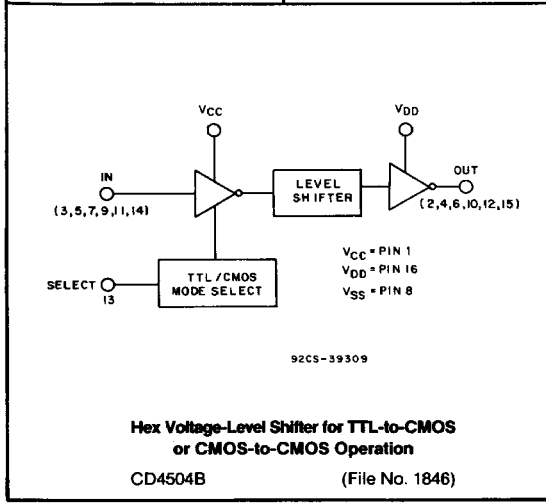 VCC
VDD
IN
OUT
LEVEL
SHIFTER
(3,5,7,9,11,14)
(2,4,6,10,12,15)
VCC = PIN 1
VDD = PIN 16
VSS = PIN 8
SELECT
13
TTL/CMOS
MODE SELECT
92CS-39309
Hex Voltage-Level Shifter for TTL-to-CMOS
or CMOS-to-CMOS Operation
CD4504B (File No. 1846)